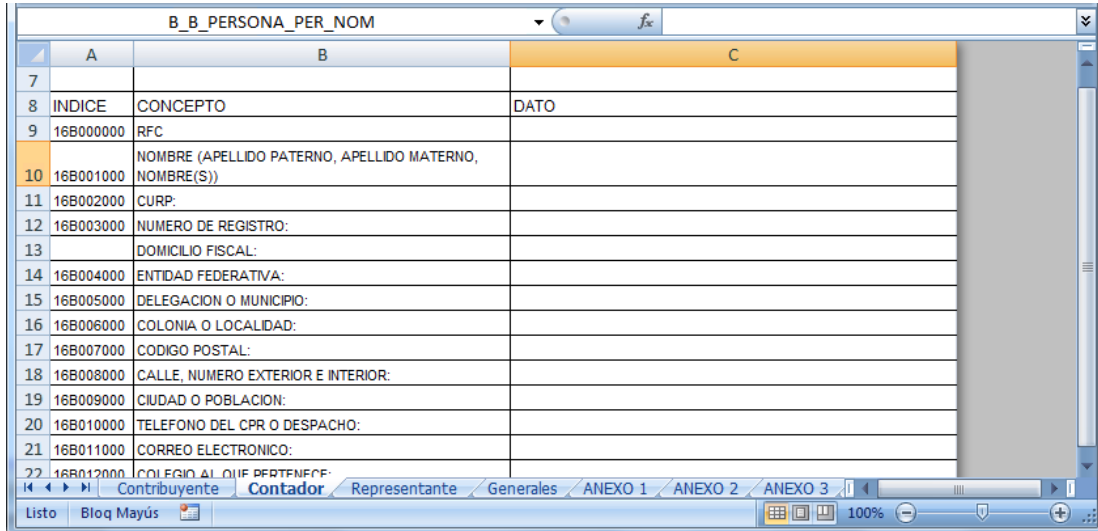 B_B_PERSONA_PER_NOM fx
A B C
7
8 INDICE CONCEPTO DATO
9 16B000000 RFC
NOMBRE (APELLIDO PATERNO, APELLIDO MATERNO,
10 16B001000 NOMBRE(S))
11 16B002000 CURP:
12 16B003000 NUMERO DE REGISTRO:
13 DOMICILIO FISCAL:
14 16B004000 ENTIDAD FEDERATIVA:
15 16B005000 DELEGACION O MUNICIPIO:
16 16B006000 COLONIA O LOCALIDAD:
17 16B007000 CODIGO POSTAL:
18 16B008000 CALLE, NUMERO EXTERIOR E INTERIOR:
19 16B009000 CIUDAD O POBLACION:
20 16B010000 TELEFONO DEL CPR O DESPACHO:
21 16B011000 CORREO ELECTRONICO:
22 16B012000 COLEGIO AL QUE PERTENECE:
Contribuyente Contador Representante Generales ANEXO 1 ANEXO 2 ANEXO 3
Listo Bloq Mayús 100%